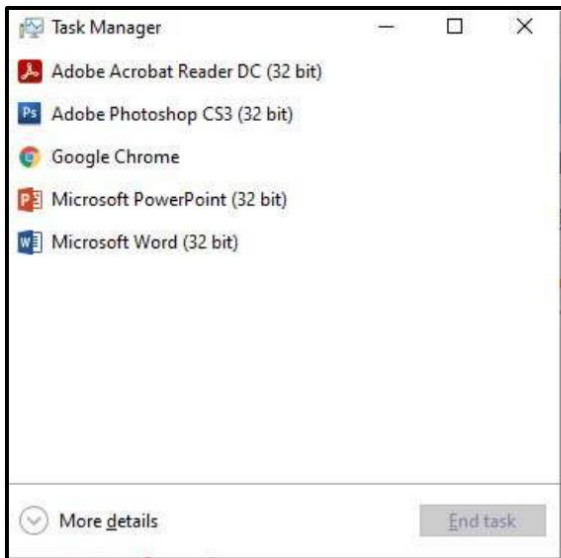 Task Manager
Adobe Acrobat Reader DC (32 bit)
Ps Adobe Photoshop CS3 (32 bit)
Google Chrome
P Microsoft PowerPoint (32 bit)
W Microsoft Word (32 bit)
More details
End task